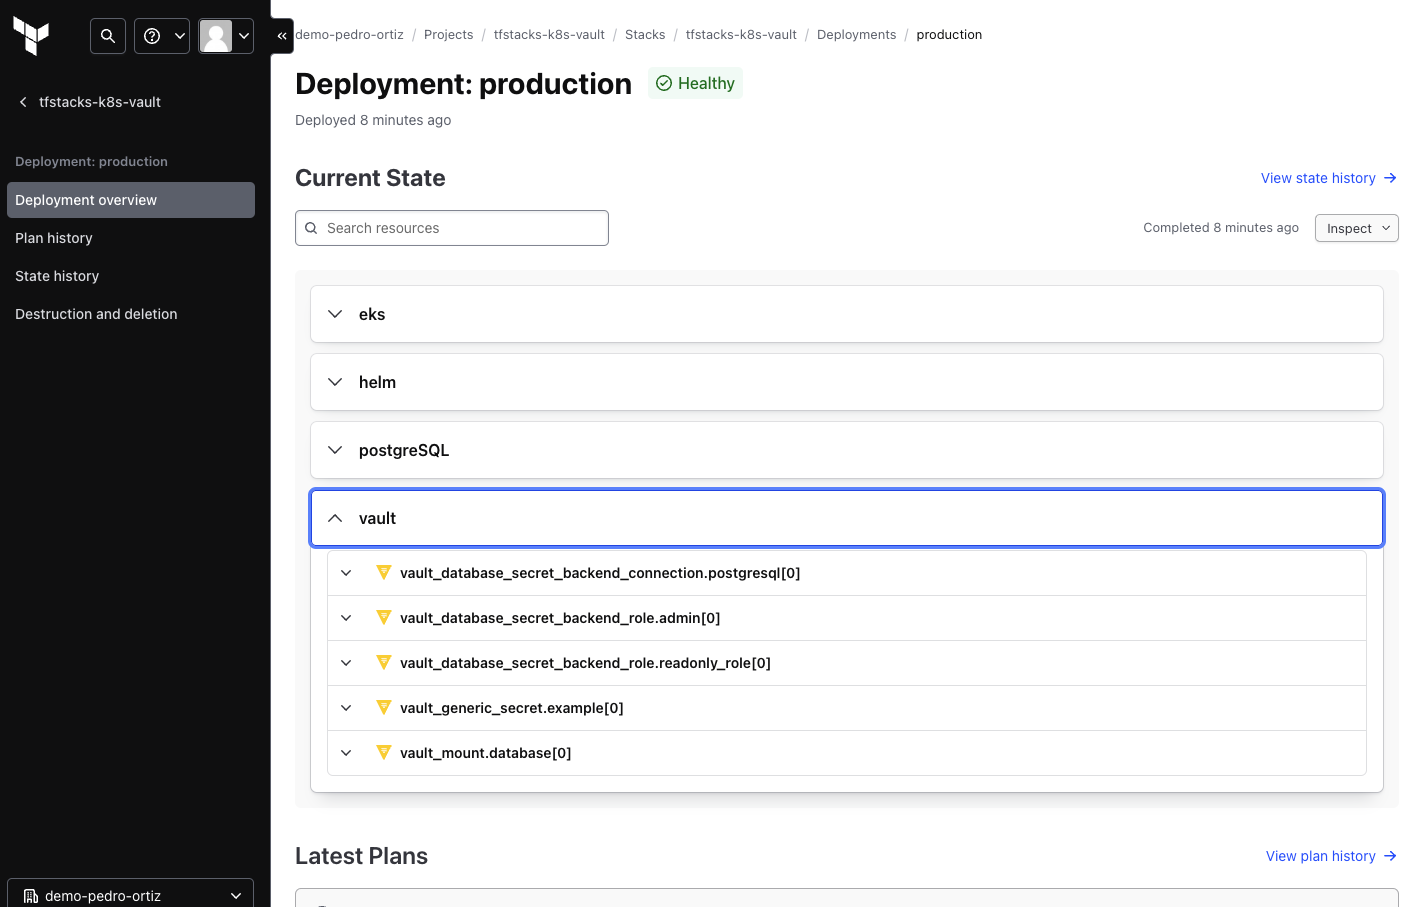 demo-pedro-ortiz / Projects / tfstacks-k8s-vault / Stacks / tfstacks-k8s-vault / Deployments / production
tfstacks-k8s-vault
Deployment: production
Deployment overview
Plan history
State history
Destruction and deletion
demo-pedro-ortiz
Deployment: production Healthy
Deployed 8 minutes ago
Current State View state history
Search resources Completed 8 minutes ago Inspect
eks
helm
postgreSQL
vault
vault_database_secret_backend_connection.postgresql[0]
vault_database_secret_backend_role.admin[0]
vault_database_secret_backend_role.readonly_role[0]
vault_generic_secret.example[0]
vault_mount.database[0]
Latest Plans View plan history